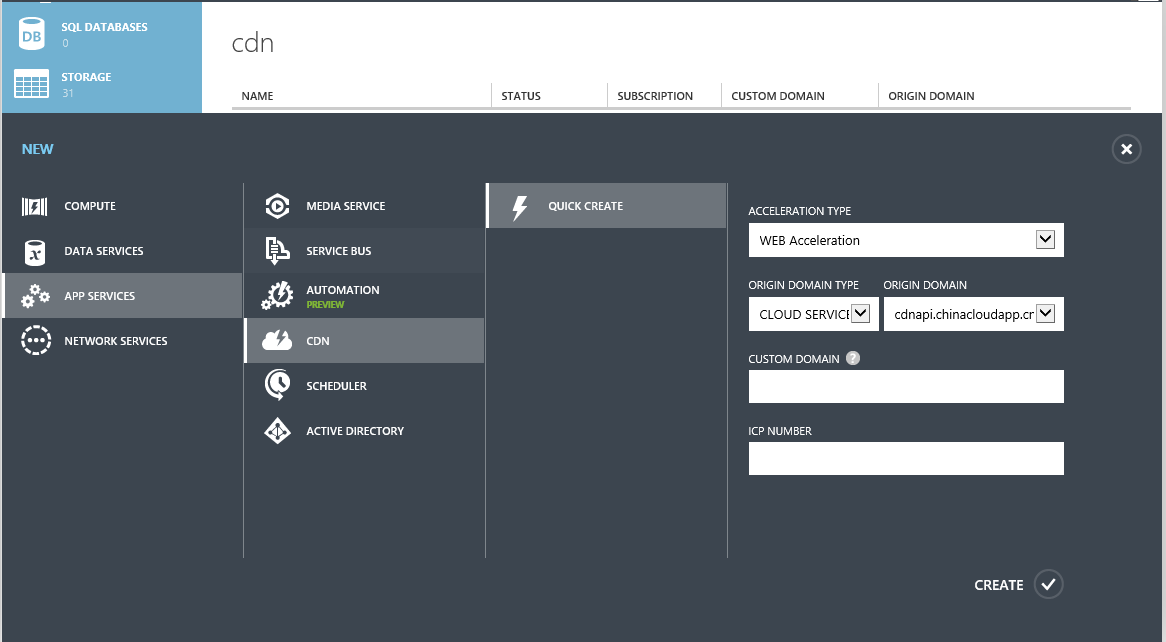 DB
SQL DATABASES
0
STORAGE
31
cdn
NAME
STATUS
SUBSCRIPTION
CUSTOM DOMAIN
ORIGIN DOMAIN
NEW
COMPUTE
DATA SERVICES
APP SERVICES
NETWORK SERVICES
MEDIA SERVICE
SERVICE BUS
AUTOMATION
PREVIEW
CDN
SCHEDULER
ACTIVE DIRECTORY
QUICK CREATE
ACCELERATION TYPE
WEB Acceleration
ORIGIN DOMAIN TYPE
ORIGIN DOMAIN
CLOUD SERVICE
cdnapi.chinacloudapp.cr
CUSTOM DOMAIN ?
ICP NUMBER
CREATE